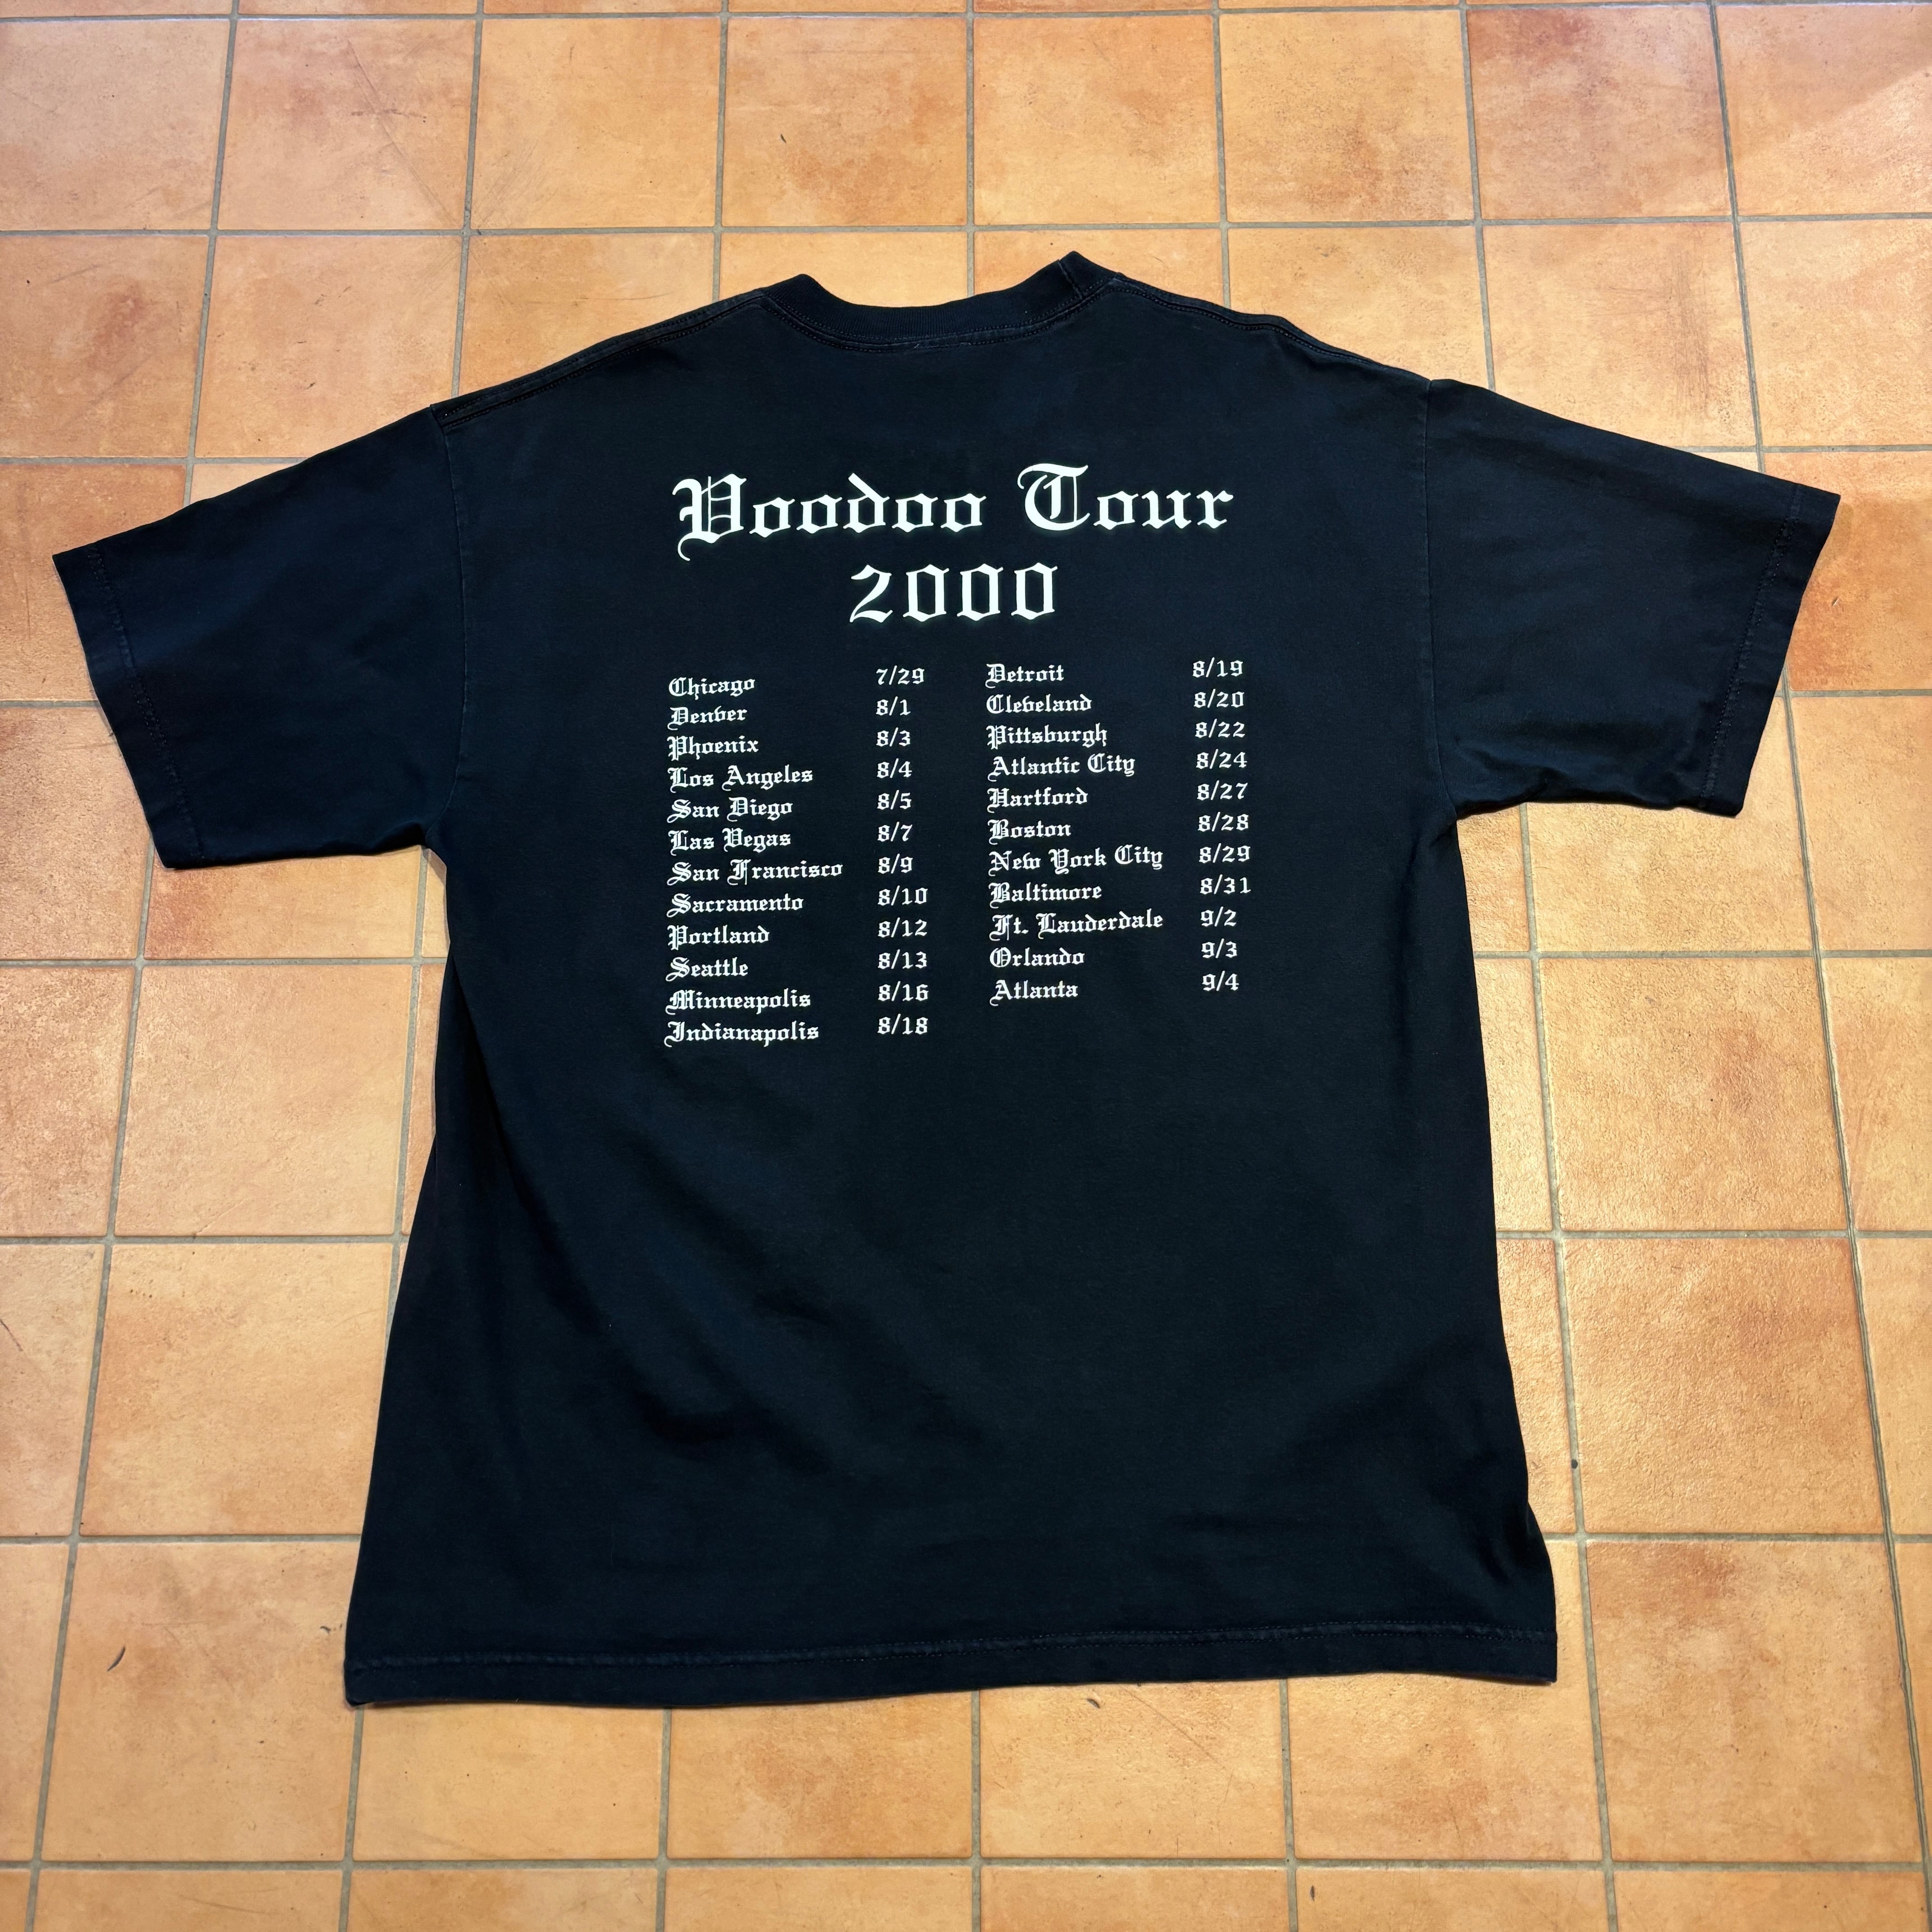 Voodoo Tour
2000
Chicago 7/29
Denver 8/1
Phoenix 8/3
Los Angeles 8/4
San Diego 8/5
Las Vegas 8/7
San Francisco 8/9
Sacramento 8/10
Portland 8/12
Seattle 8/13
Minneapolis 8/16
Indianapolis 8/18
Detroit 8/19
Cleveland 8/20
Pittsburgh 8/22
Atlantic City 8/24
Hartford 8/27
Boston 8/28
New York City 8/29
Baltimore 8/31
Ft. Lauderdale 9/2
Orlando 9/3
Atlanta 9/4